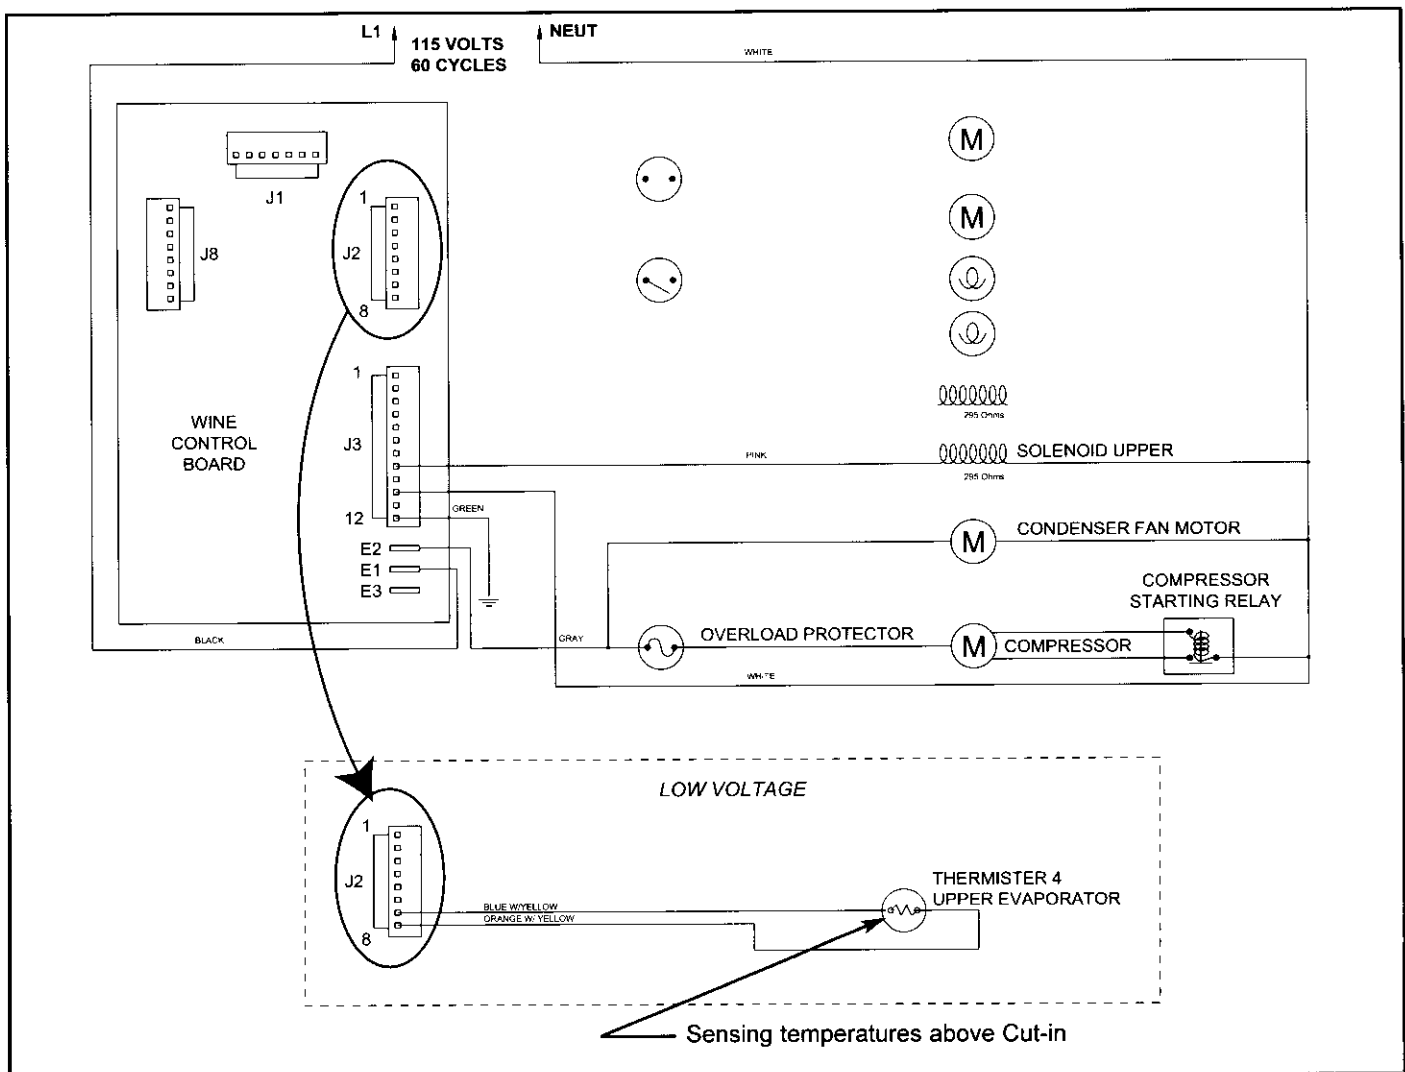 L1
115 VOLTS
60 CYCLES
NEUT
WHITE
M
J1
1
J2
8
J8
M
295 Ohms
1
J3
12
WINE
CONTROL
BOARD
PINK
SOLENOID UPPER
295 Ohms
GREEN
E2
E1
E3
M
CONDENSER FAN MOTOR
COMPRESSOR
STARTING RELAY
BLACK
GRAY
OVERLOAD PROTECTOR
M
COMPRESSOR
WHITE
LOW VOLTAGE
1
J2
8
BLUE W/YELLOW
ORANGE W/ YELLOW
THERMISTER 4
UPPER EVAPORATOR
Sensing temperatures above Cut-in